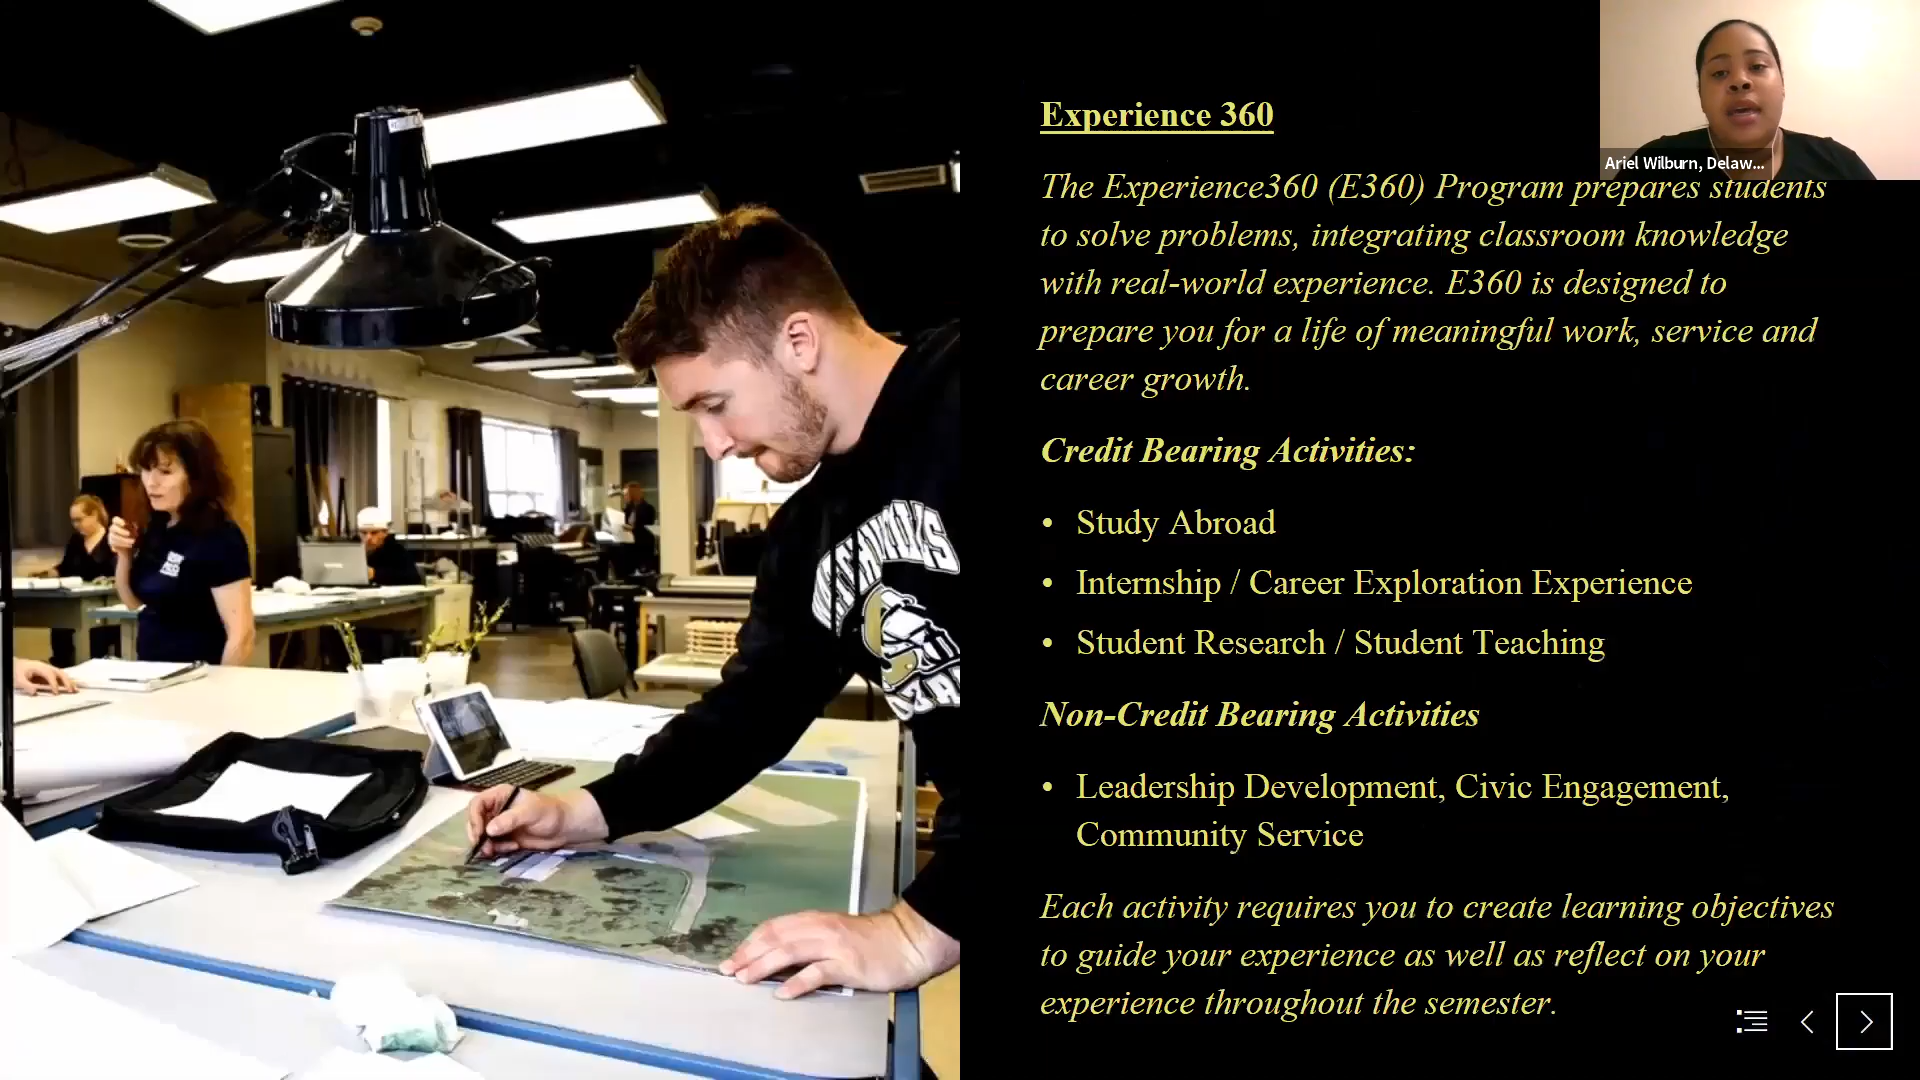 Experience 360
Ariel Wilburn, Delaw...
The Experience360 (E360) Program prepares students
to solve problems, integrating classroom knowledge
with real-world experience. E360 is designed to
prepare you for a life of meaningful work, service and
career growth.
Credit Bearing Activities:
• Study Abroad
• Internship / Career Exploration Experience
• Student Research / Student Teaching
Non-Credit Bearing Activities
• Leadership Development, Civic Engagement,
Community Service
Each activity requires you to create learning objectives
to guide your experience as well as reflect on your
experience throughout the semester.